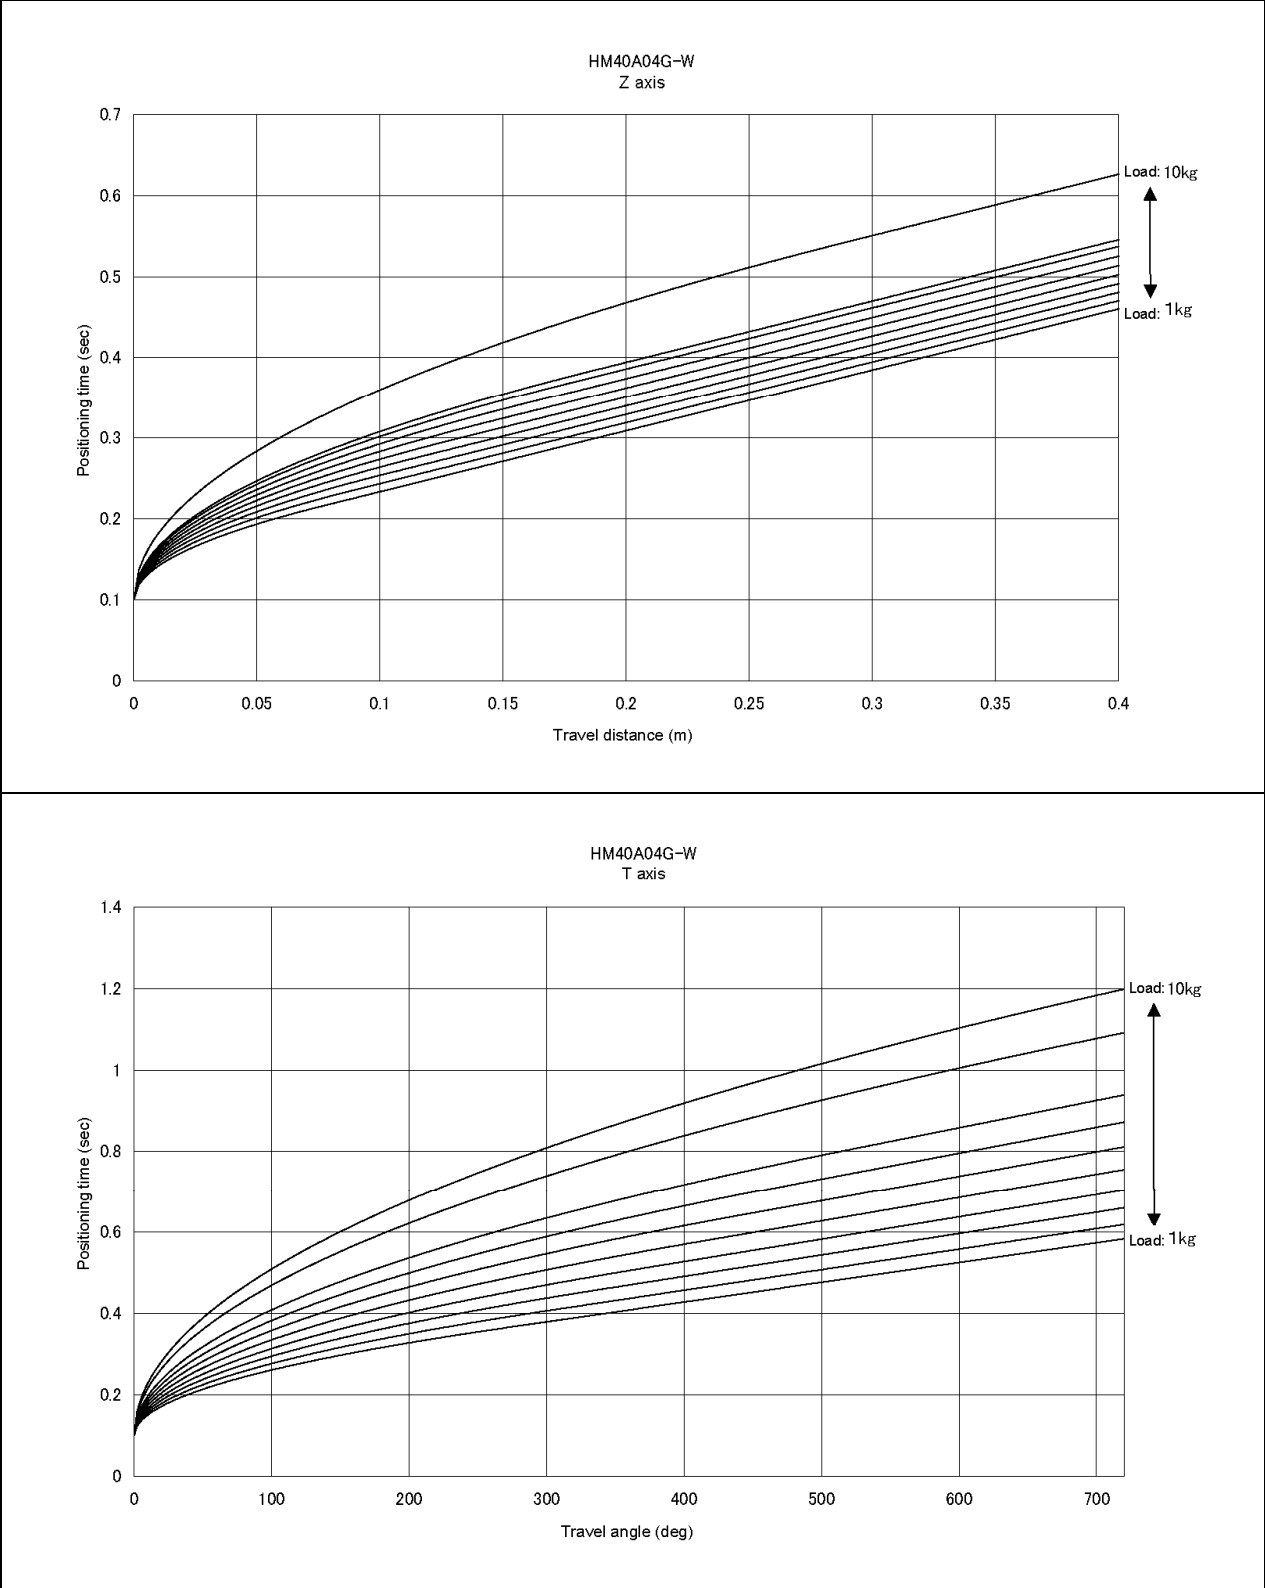 HM40A04G-W
Z axis
0.7
0.6
0.5
0.4
0.3
0.2
0.1
0
Positioning time (sec)
Load: 10kg
Load: 1kg
0 0.05 0.1 0.15 0.2 0.25 0.3 0.35 0.4
Travel distance (m)
HM40A04G-W
T axis
1.4
1.2
1
0.8
0.6
0.4
0.2
0
Positioning time (sec)
Load: 10kg
Load: 1kg
0 100 200 300 400 500 600 700
Travel angle (deg)